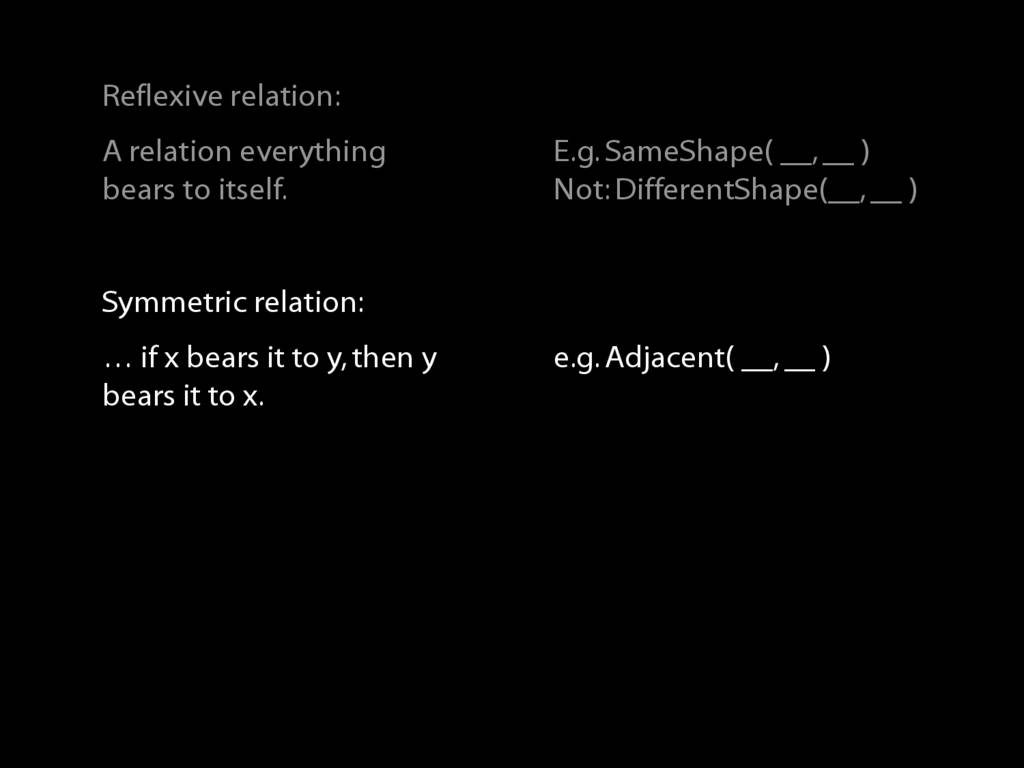 Reflexive relation:
A relation everything
bears to itself.
E.g. SameShape( __, __ )
Not: DifferentShape(__, __ )
Symmetric relation:
… if x bears it to y, then y
bears it to x.
e.g. Adjacent( __, __ )